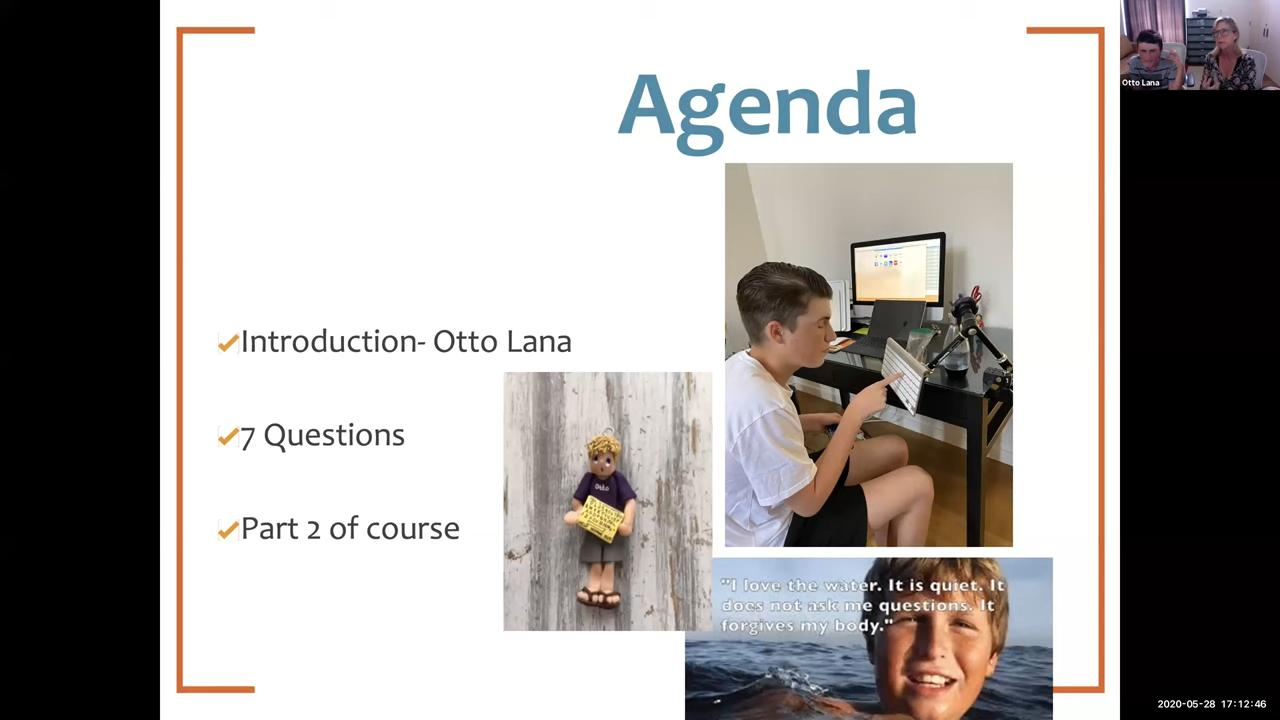 Agenda
Otto Lana
Introduction- Otto Lana
7 Questions
Otto
Part 2 of course
"I love the water. It is quiet. It
does not ask me questions. It
forgives my body."
2020-05-28 17:12:46